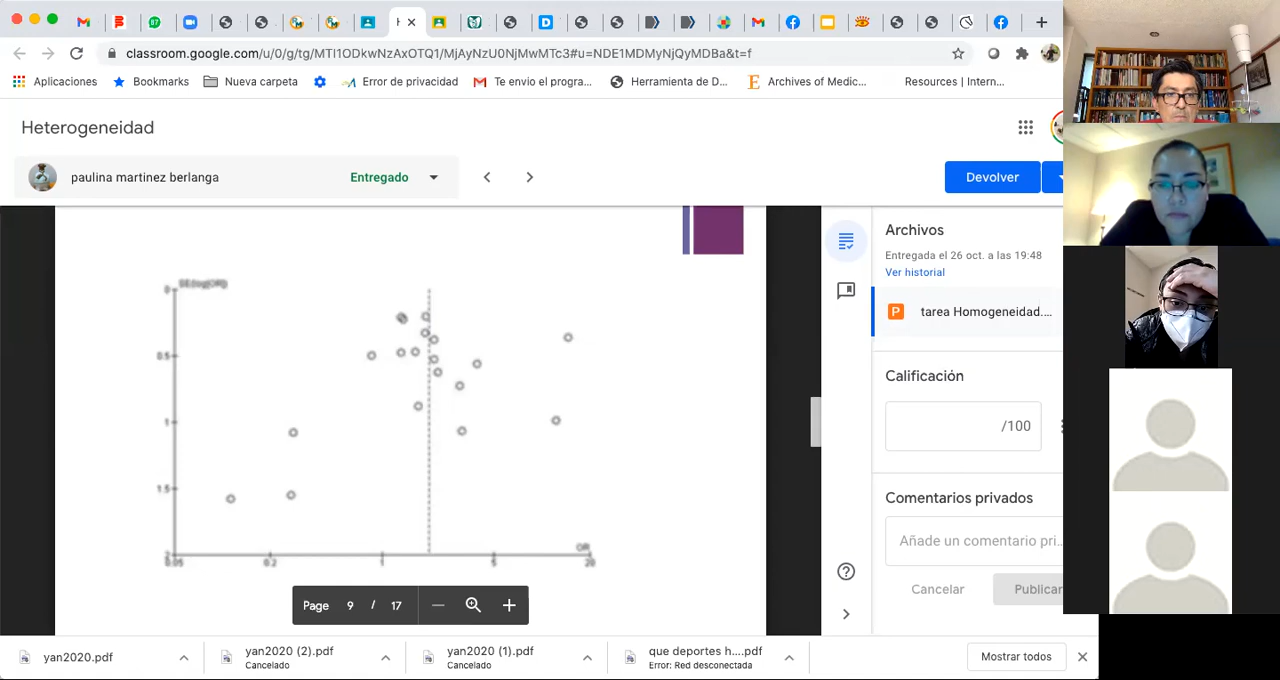 classroom.google.com/u/0/g/tg/MTI1ODkwNzAxOTQ1/MjAyNzU0NjMwMTc3#u=NDE1MDMyNjQyMDBa&t=f
Aplicaciones
Bookmarks
Nueva carpeta
Error de privacidad
Te envio el progra...
Herramienta de D...
Archives of Medic...
Resources | Intern...
Heterogeneidad
paulina martinez berlanga
Entregado
Devolver
Archivos
Entregada el 26 oct. a las 19:48
Ver historial
P
tarea Homogeneidad....
Calificación
/100
Comentarios privados
Añade un comentario pri...
Cancelar
Publicar
SE(log[OR])
0
0.5
1
1.5
2
0.05
0.2
1
5
20
OR
Page 9 / 17
yan2020.pdf
yan2020 (2).pdf
Cancelado
yan2020 (1).pdf
Cancelado
que deportes h....pdf
Error: Red desconectada
Mostrar todos